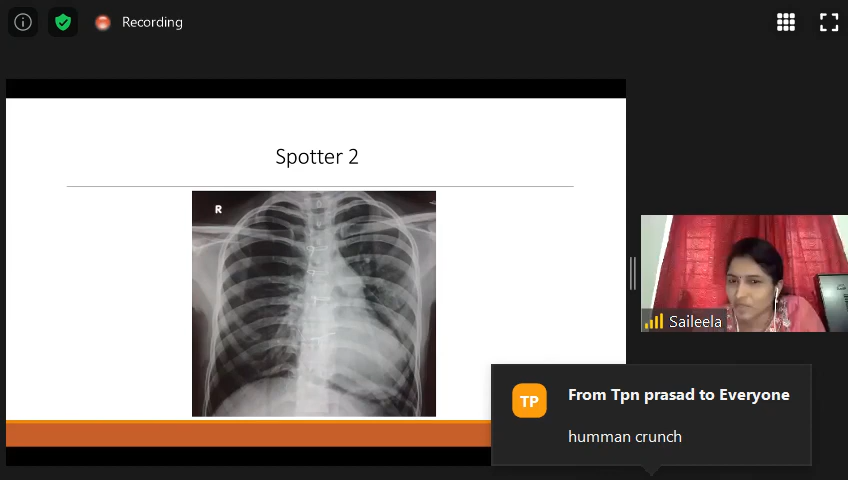 Recording
Spotter 2
R
Saileela
TP
From Tpn prasad to Everyone
humman crunch